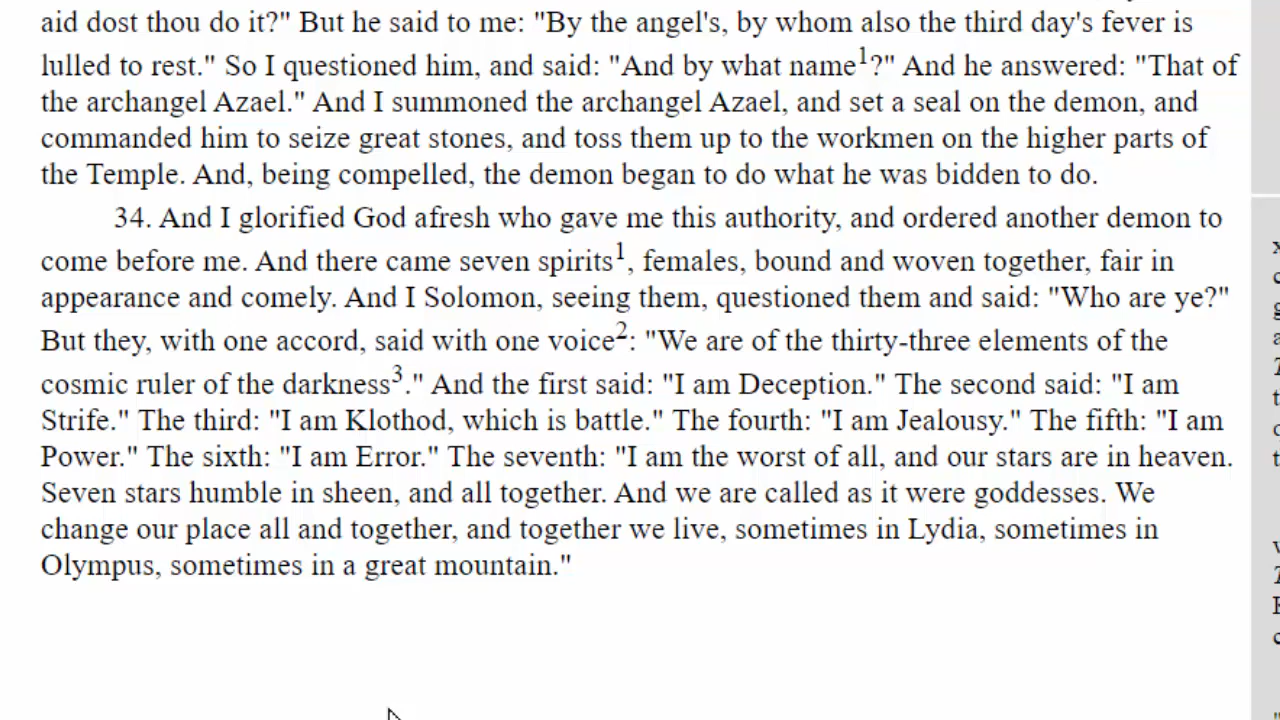 aid dost thou do it?" But he said to me: "By the angel's, by whom also the third day's fever is
lulled to rest." So I questioned him, and said: "And by what name1?" And he answered: "That of
the archangel Azael." And I summoned the archangel Azael, and set a seal on the demon, and
commanded him to seize great stones, and toss them up to the workmen on the higher parts of
the Temple. And, being compelled, the demon began to do what he was bidden to do.
34. And I glorified God afresh who gave me this authority, and ordered another demon to
come before me. And there came seven spirits1, females, bound and woven together, fair in
appearance and comely. And I Solomon, seeing them, questioned them and said: "Who are ye?"
But they, with one accord, said with one voice2: "We are of the thirty-three elements of the
cosmic ruler of the darkness3." And the first said: "I am Deception." The second said: "I am
Strife." The third: "I am Klothod, which is battle." The fourth: "I am Jealousy." The fifth: "I am
Power." The sixth: "I am Error." The seventh: "I am the worst of all, and our stars are in heaven.
Seven stars humble in sheen, and all together. And we are called as it were goddesses. We
change our place all and together, and together we live, sometimes in Lydia, sometimes in
Olympus, sometimes in a great mountain."